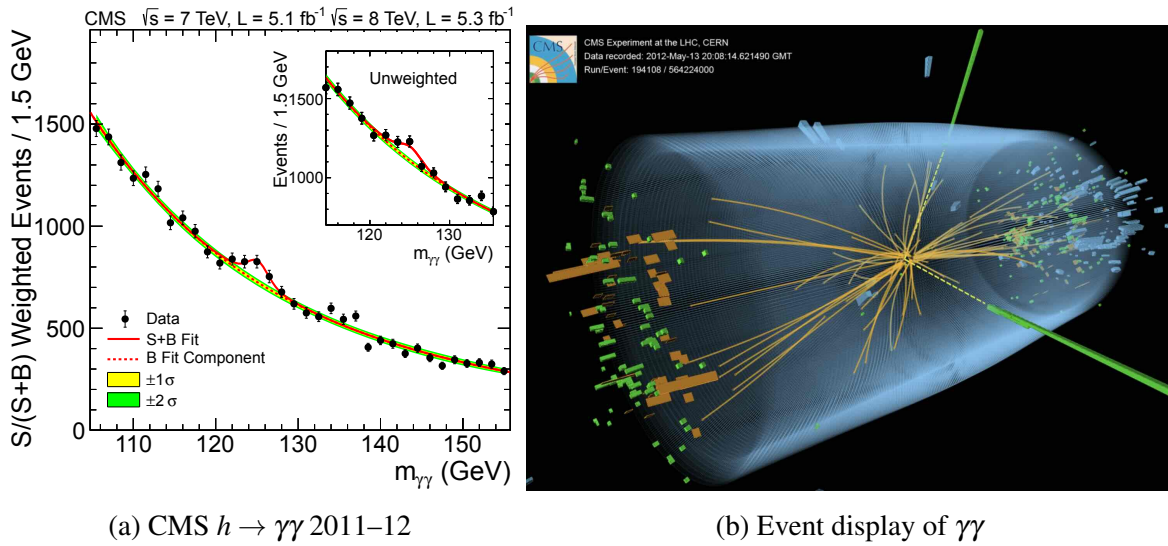 CMS √s = 7 TeV, L = 5.1 fb⁻¹ √s = 8 TeV, L = 5.3 fb⁻¹
S/(S+B) Weighted Events / 1.5 GeV
1500
1000
500
0
110 120 130 140 150
m_γγ (GeV)
Data
S+B Fit
B Fit Component
±1σ
±2 σ
Unweighted
Events / 1.5 GeV
1500
1000
120 130
m_γγ (GeV)
(a) CMS h → γγ 2011–12
CMS
CMS Experiment at the LHC, CERN
Data recorded: 2012-May-13 20:08:14.621490 GMT
Run/Event: 194108 / 564224000
(b) Event display of γγ